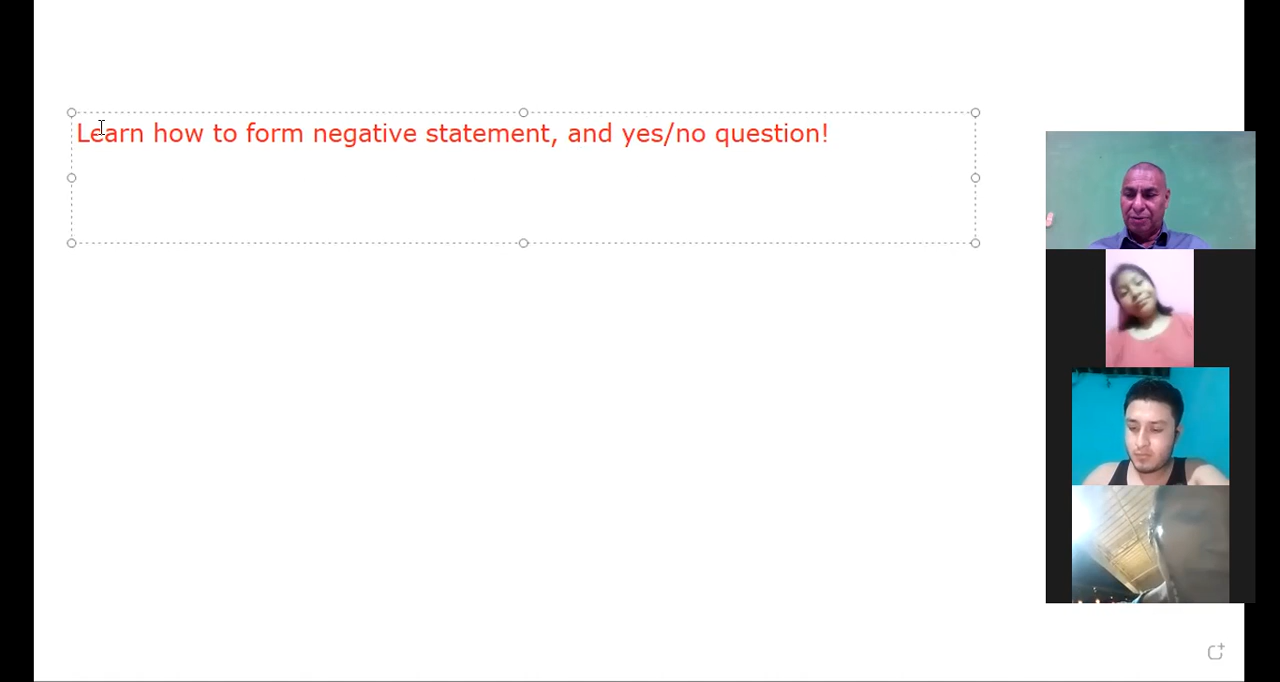 Learn how to form negative statement, and yes/no question!